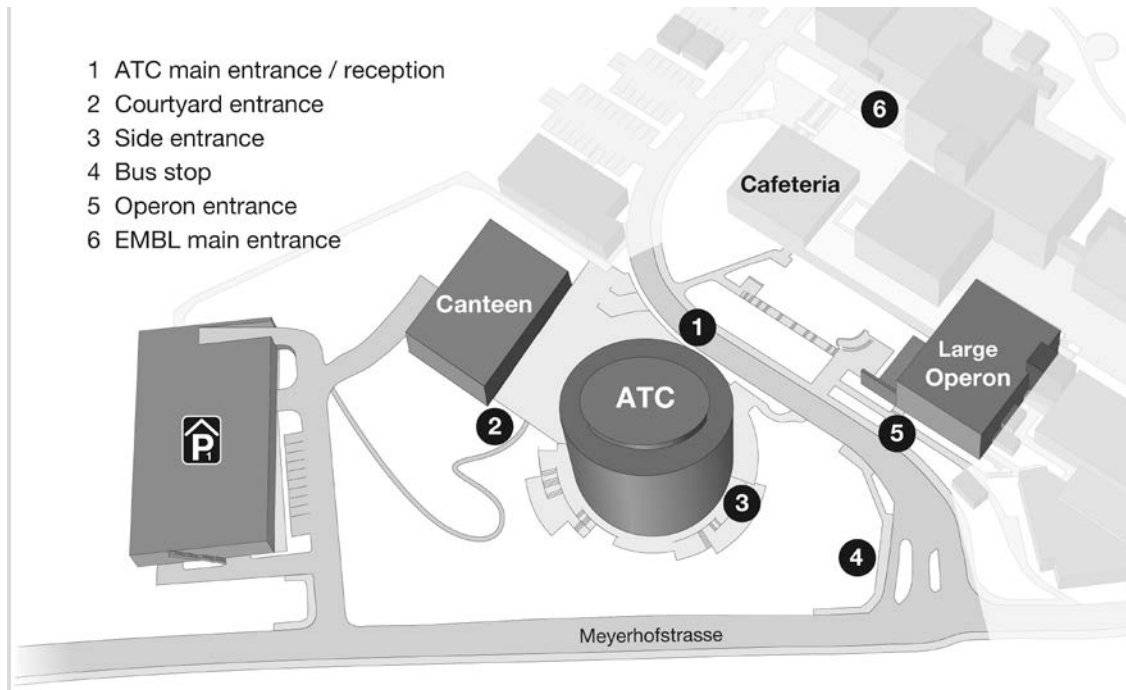 1 ATC main entrance / reception
2 Courtyard entrance
3 Side entrance
4 Bus stop
5 Operon entrance
6 EMBL main entrance
6
Cafeteria
Canteen
1
Large
Operon
ATC
2
5
P1
3
4
Meyerhofstrasse